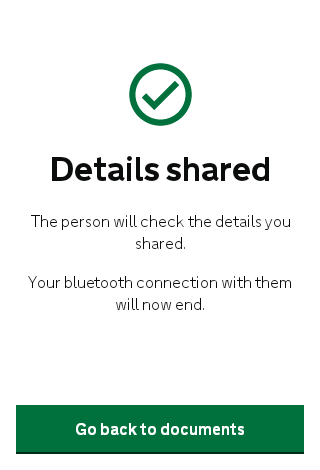 Details shared
The person will check the details you
shared.
Your bluetooth connection with them
will now end.
Go back to documents